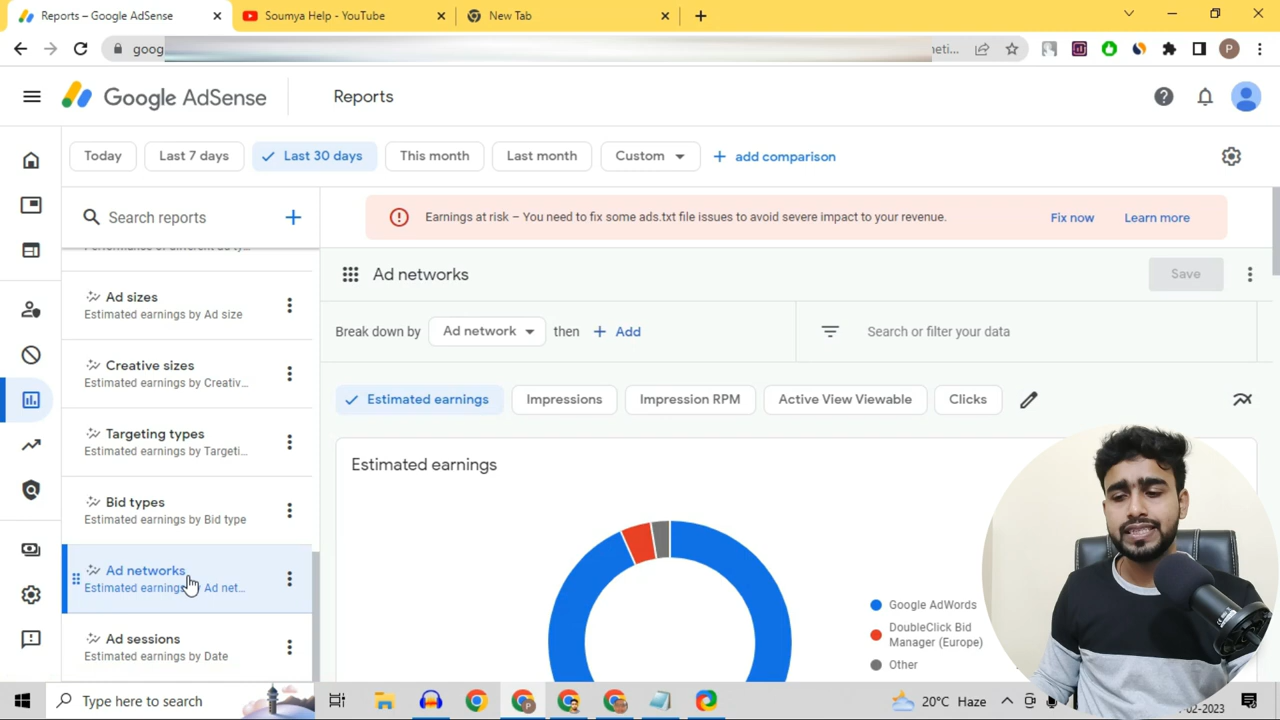 Reports – Google AdSense
Soumya Help - YouTube
New Tab
goog
neti...
P
Google AdSense
Reports
Today
Last 7 days
Last 30 days
This month
Last month
Custom
add comparison
Search reports
Earnings at risk – You need to fix some ads.txt file issues to avoid severe impact to your revenue.
Fix now
Learn more
Ad sizes
Estimated earnings by Ad size
Creative sizes
Estimated earnings by Creativ...
Targeting types
Estimated earnings by Targeti...
Bid types
Estimated earnings by Bid type
Ad networks
Estimated earnings by Ad net...
Ad sessions
Estimated earnings by Date
Ad networks
Save
Break down by
Ad network
then
Add
Search or filter your data
Estimated earnings
Impressions
Impression RPM
Active View Viewable
Clicks
Estimated earnings
Google AdWords
DoubleClick Bid
Manager (Europe)
Other
Type here to search
20°C Haze
-02-2023